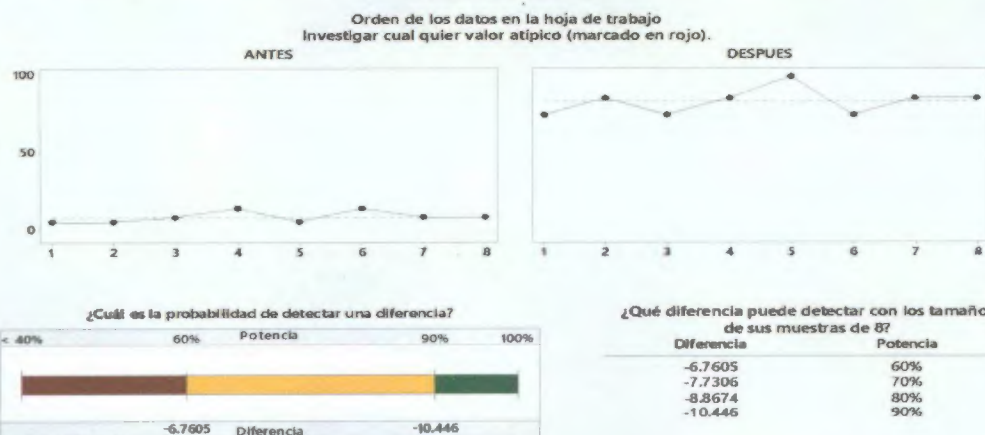 Orden de los datos en la hoja de trabajo
Investigar cual quier valor atípico (marcado en rojo).
ANTES
DESPUES
100
50
0
1 2 3 4 5 6 7 8
1 2 3 4 5 6 7 8
¿Cuál es la probabilidad de detectar una diferencia?
< 40% 60% Potencia 90% 100%
-6.7605 Diferencia -10.446
¿Qué diferencia puede detectar con los tamaño
de sus muestras de 8?
Diferencia Potencia
-6.7605 60%
-7.7306 70%
-8.8674 80%
-10.446 90%